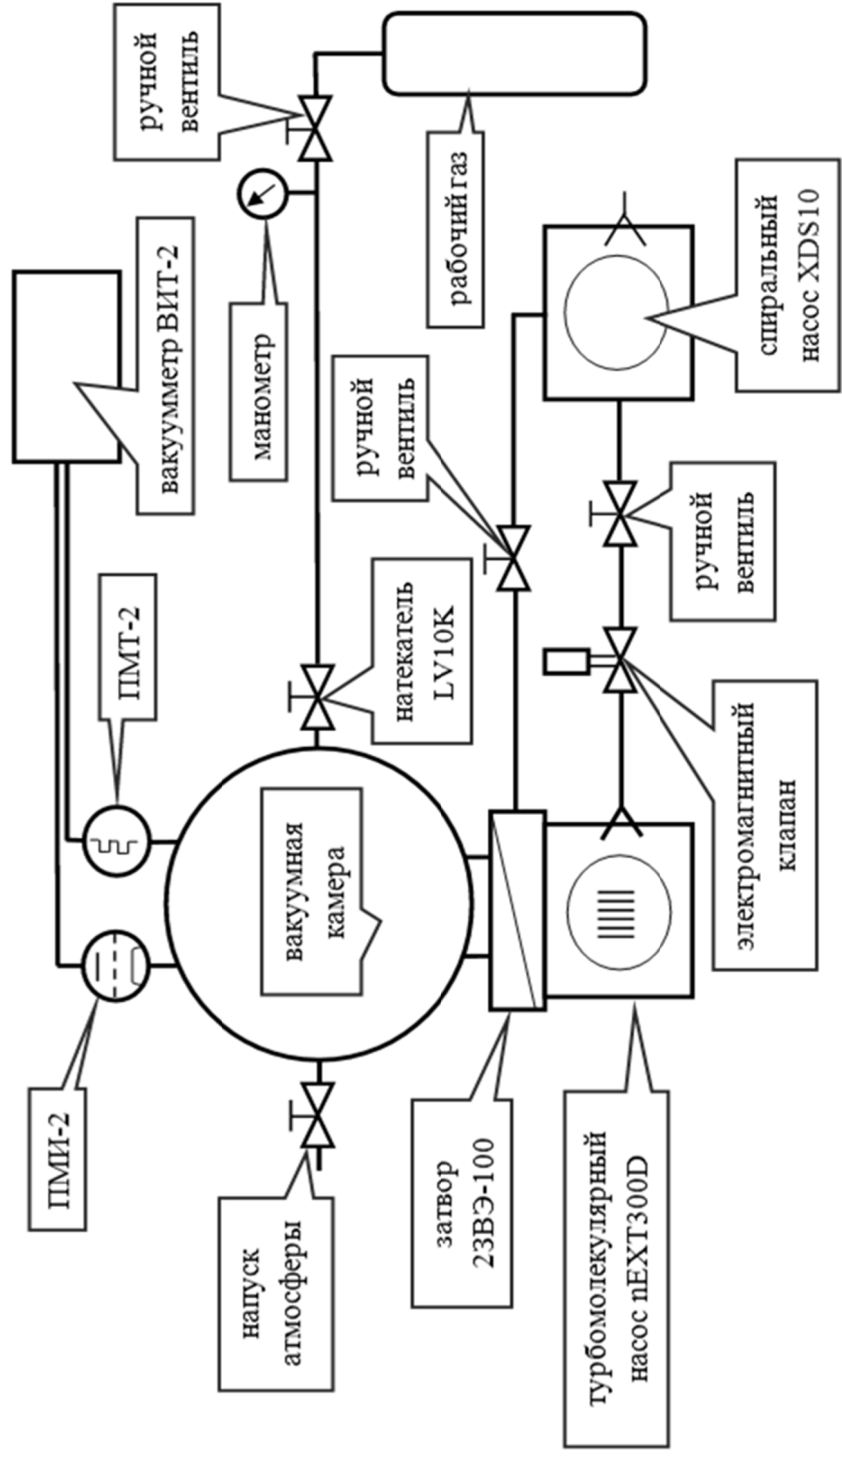 ручной
вентиль
вакуумметр ВИТ-2
манометр
рабочий газ
спиральный
насос XDS10
ручной
вентиль
ручной
вентиль
ПМТ-2
натекатель
LV10K
электромагнитный
клапан
вакуумная
камера
ПМИ-2
напуск
атмосферы
затвор
23ВЭ-100
турбомолекулярный
насос nEXT300D